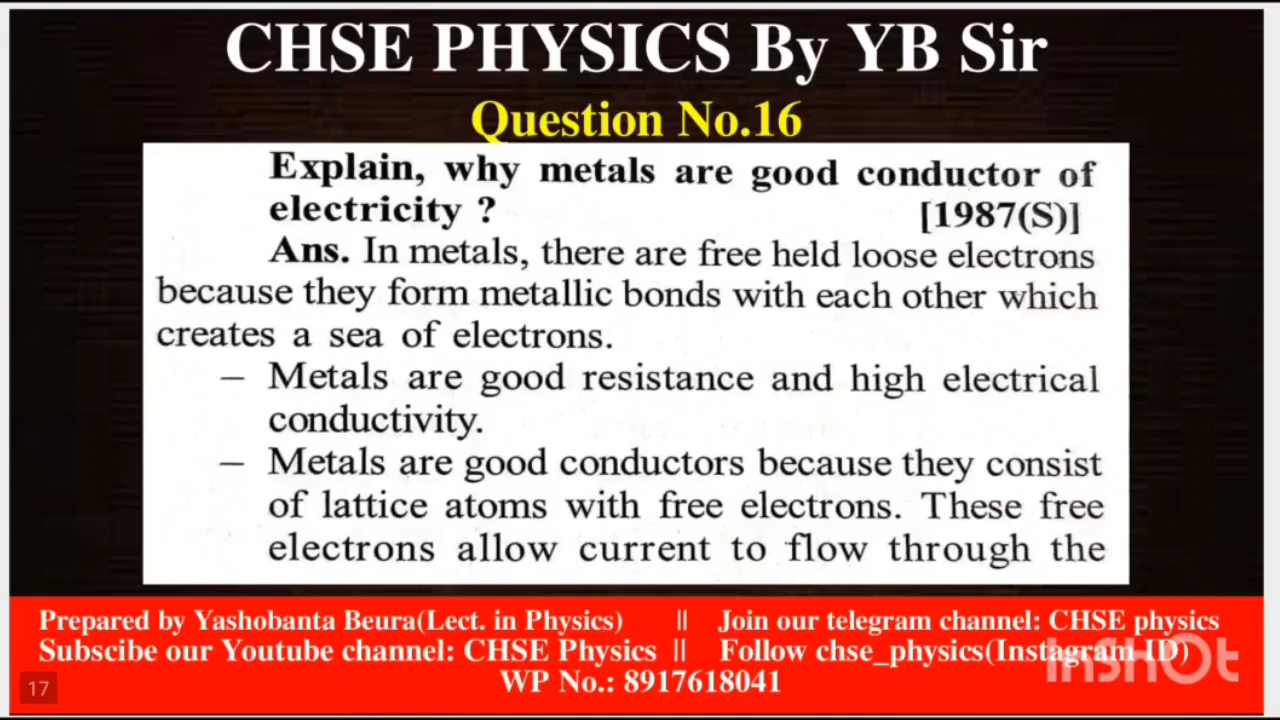 CHSE PHYSICS By YB Sir
Question No.16
Explain, why metals are good conductor of
electricity ? [1987(S)]
Ans. In metals, there are free held loose electrons
because they form metallic bonds with each other which
creates a sea of electrons.
– Metals are good resistance and high electrical
conductivity.
– Metals are good conductors because they consist
of lattice atoms with free electrons. These free
electrons allow current to flow through the
Prepared by Yashobanta Beura(Lect. in Physics) || Join our telegram channel: CHSE physics
Subscibe our Youtube channel: CHSE Physics || Follow chse_physics(Instagram ID)
WP No.: 8917618041
InShOt
17